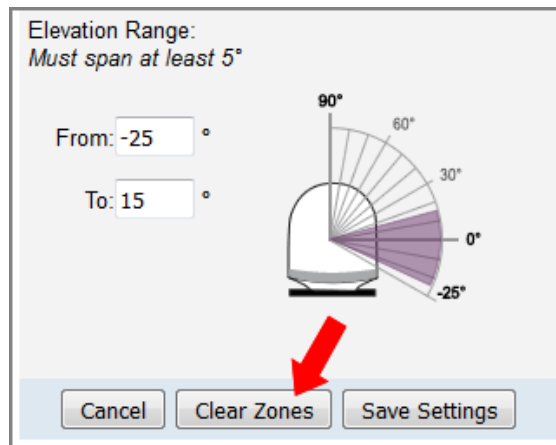 Elevation Range:
Must span at least 5°
90°
60°
From: -25 °
30°
To: 15 °
0°
-25°
Cancel Clear Zones Save Settings